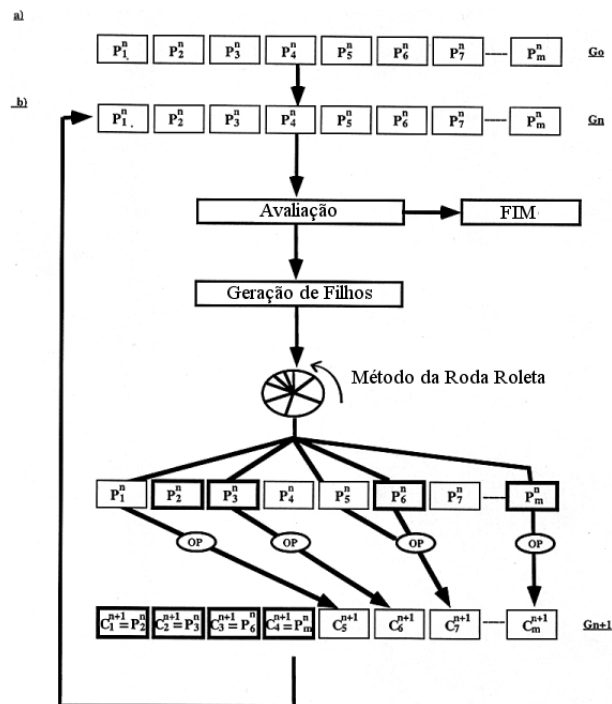 a)
P₁ⁿ P₂ⁿ P₃ⁿ P₄ⁿ P₅ⁿ P₆ⁿ P₇ⁿ Pₘⁿ Go
b)
P₁ⁿ P₂ⁿ P₃ⁿ P₄ⁿ P₅ⁿ P₆ⁿ P₇ⁿ Pₘⁿ Gn
Avaliação FIM
Geração de Filhos
Método da Roda Roleta
P₁ⁿ P₂ⁿ P₃ⁿ P₄ⁿ P₅ⁿ P₆ⁿ P₇ⁿ Pₘⁿ
OP OP OP OP
C₁ⁿ⁺¹=P₂ⁿ C₂ⁿ⁺¹=P₃ⁿ C₃ⁿ⁺¹=P₆ⁿ C₄ⁿ⁺¹=Pₘⁿ C₅ⁿ⁺¹ C₆ⁿ⁺¹ C₇ⁿ⁺¹ Cₘⁿ⁺¹ Gn+1